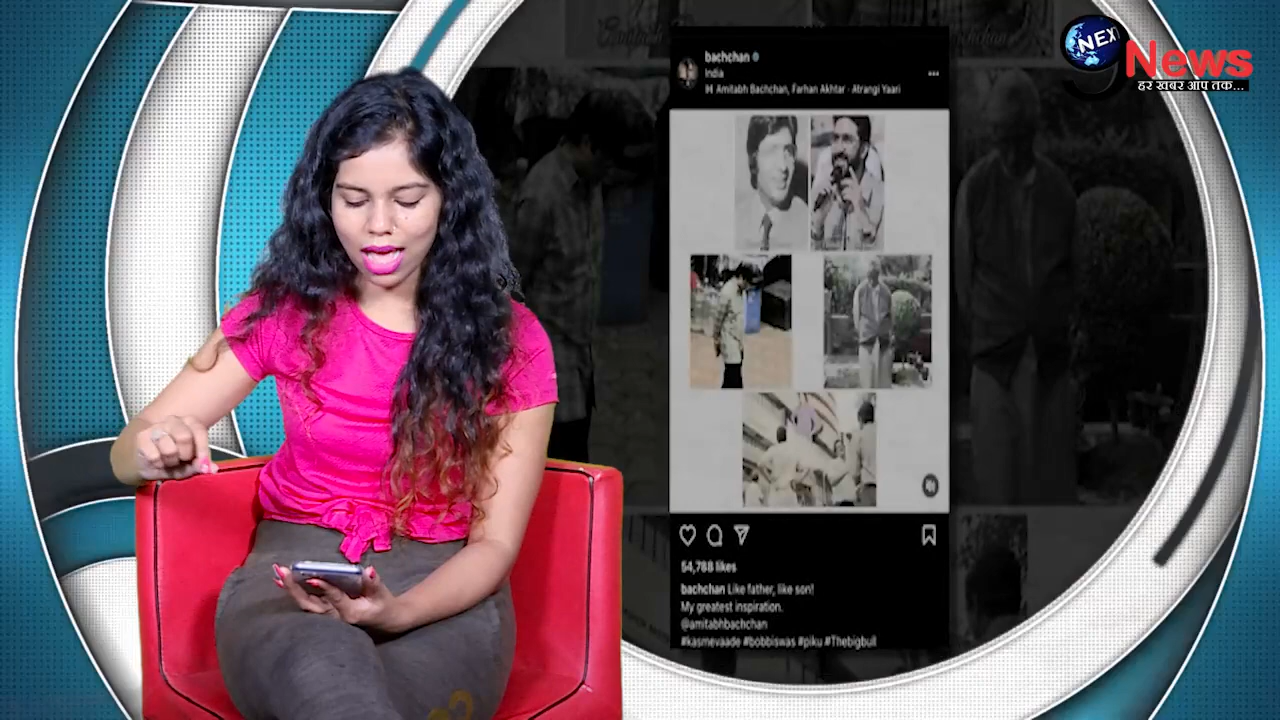 NEXT
9 News
हर खबर आप तक...
bachchan
India
Amitabh Bachchan, Farhan Akhtar · Atrangi Yaari
54,788 likes
bachchan Like father, like son!
My greatest inspiration.
@amitabhbachchan
#kasmevaade #bobbiswas #piku #Thebigbull